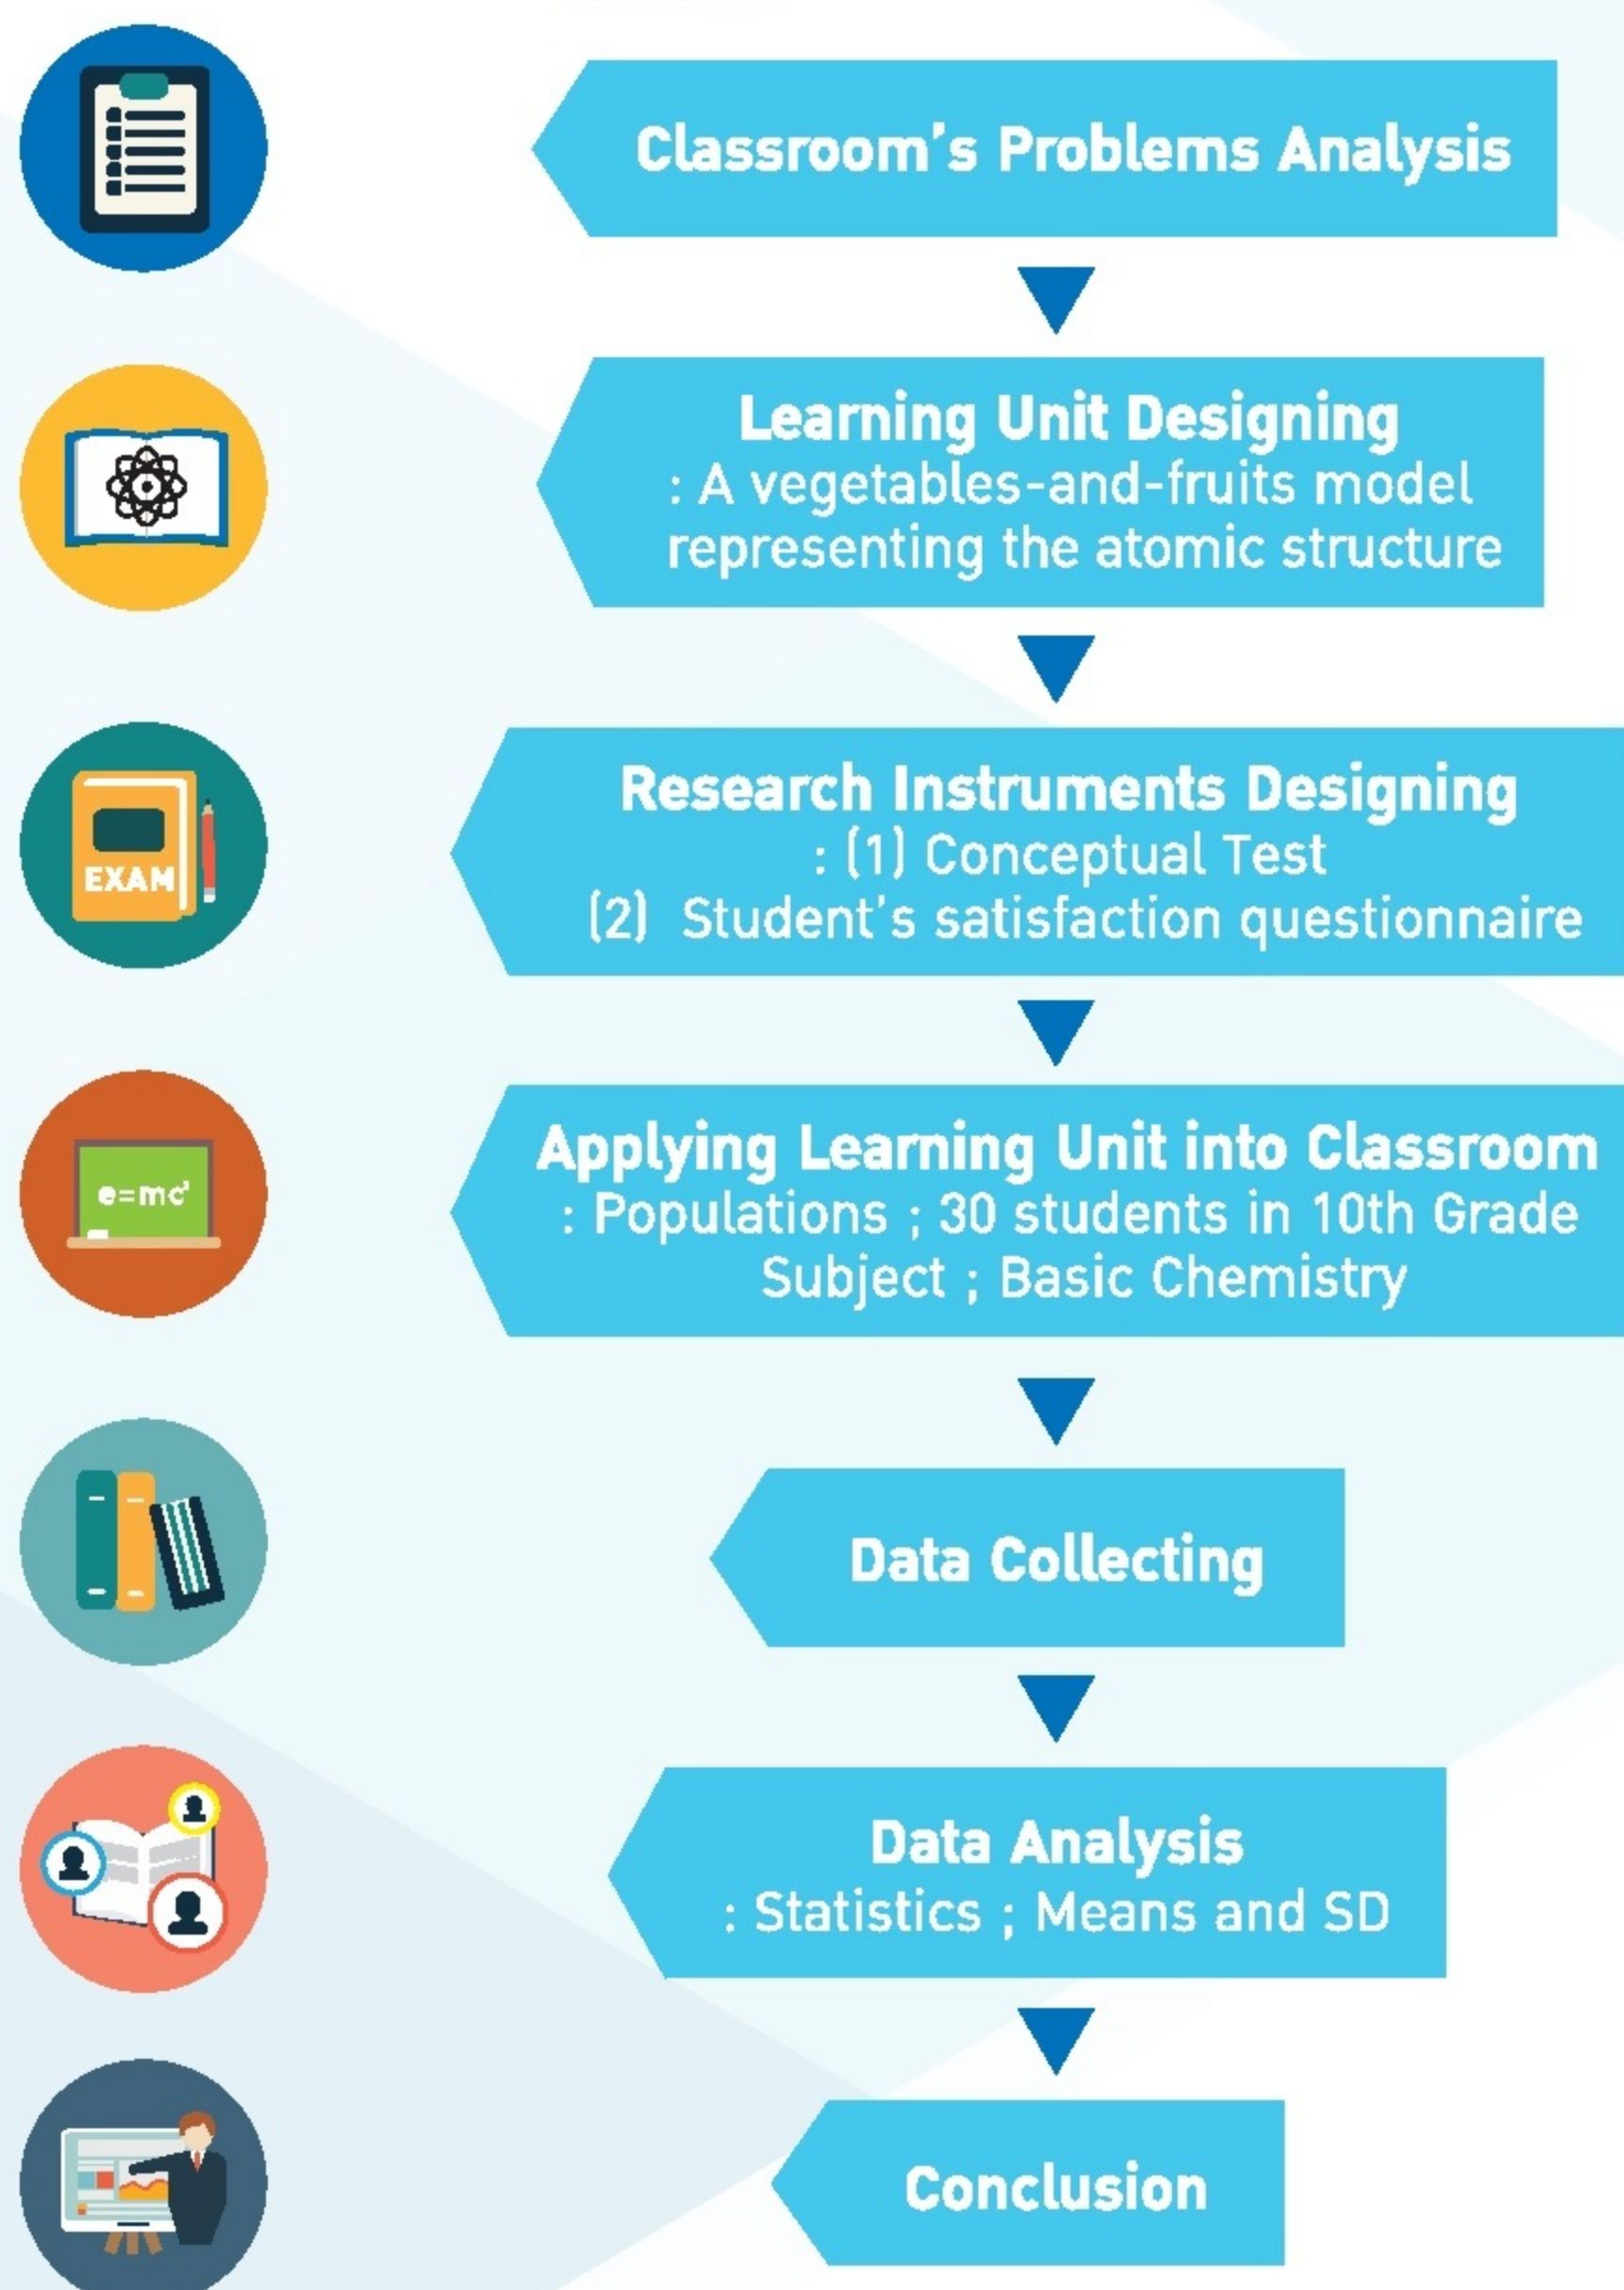 Classroom's Problems Analysis
Learning Unit Designing
: A vegetables-and-fruits model
representing the atomic structure
EXAM
Research Instruments Designing
: (1) Conceptual Test
(2) Student's satisfaction questionnaire
e=mc²
Applying Learning Unit into Classroom
: Populations ; 30 students in 10th Grade
Subject ; Basic Chemistry
Data Collecting
Data Analysis
: Statistics ; Means and SD
Conclusion